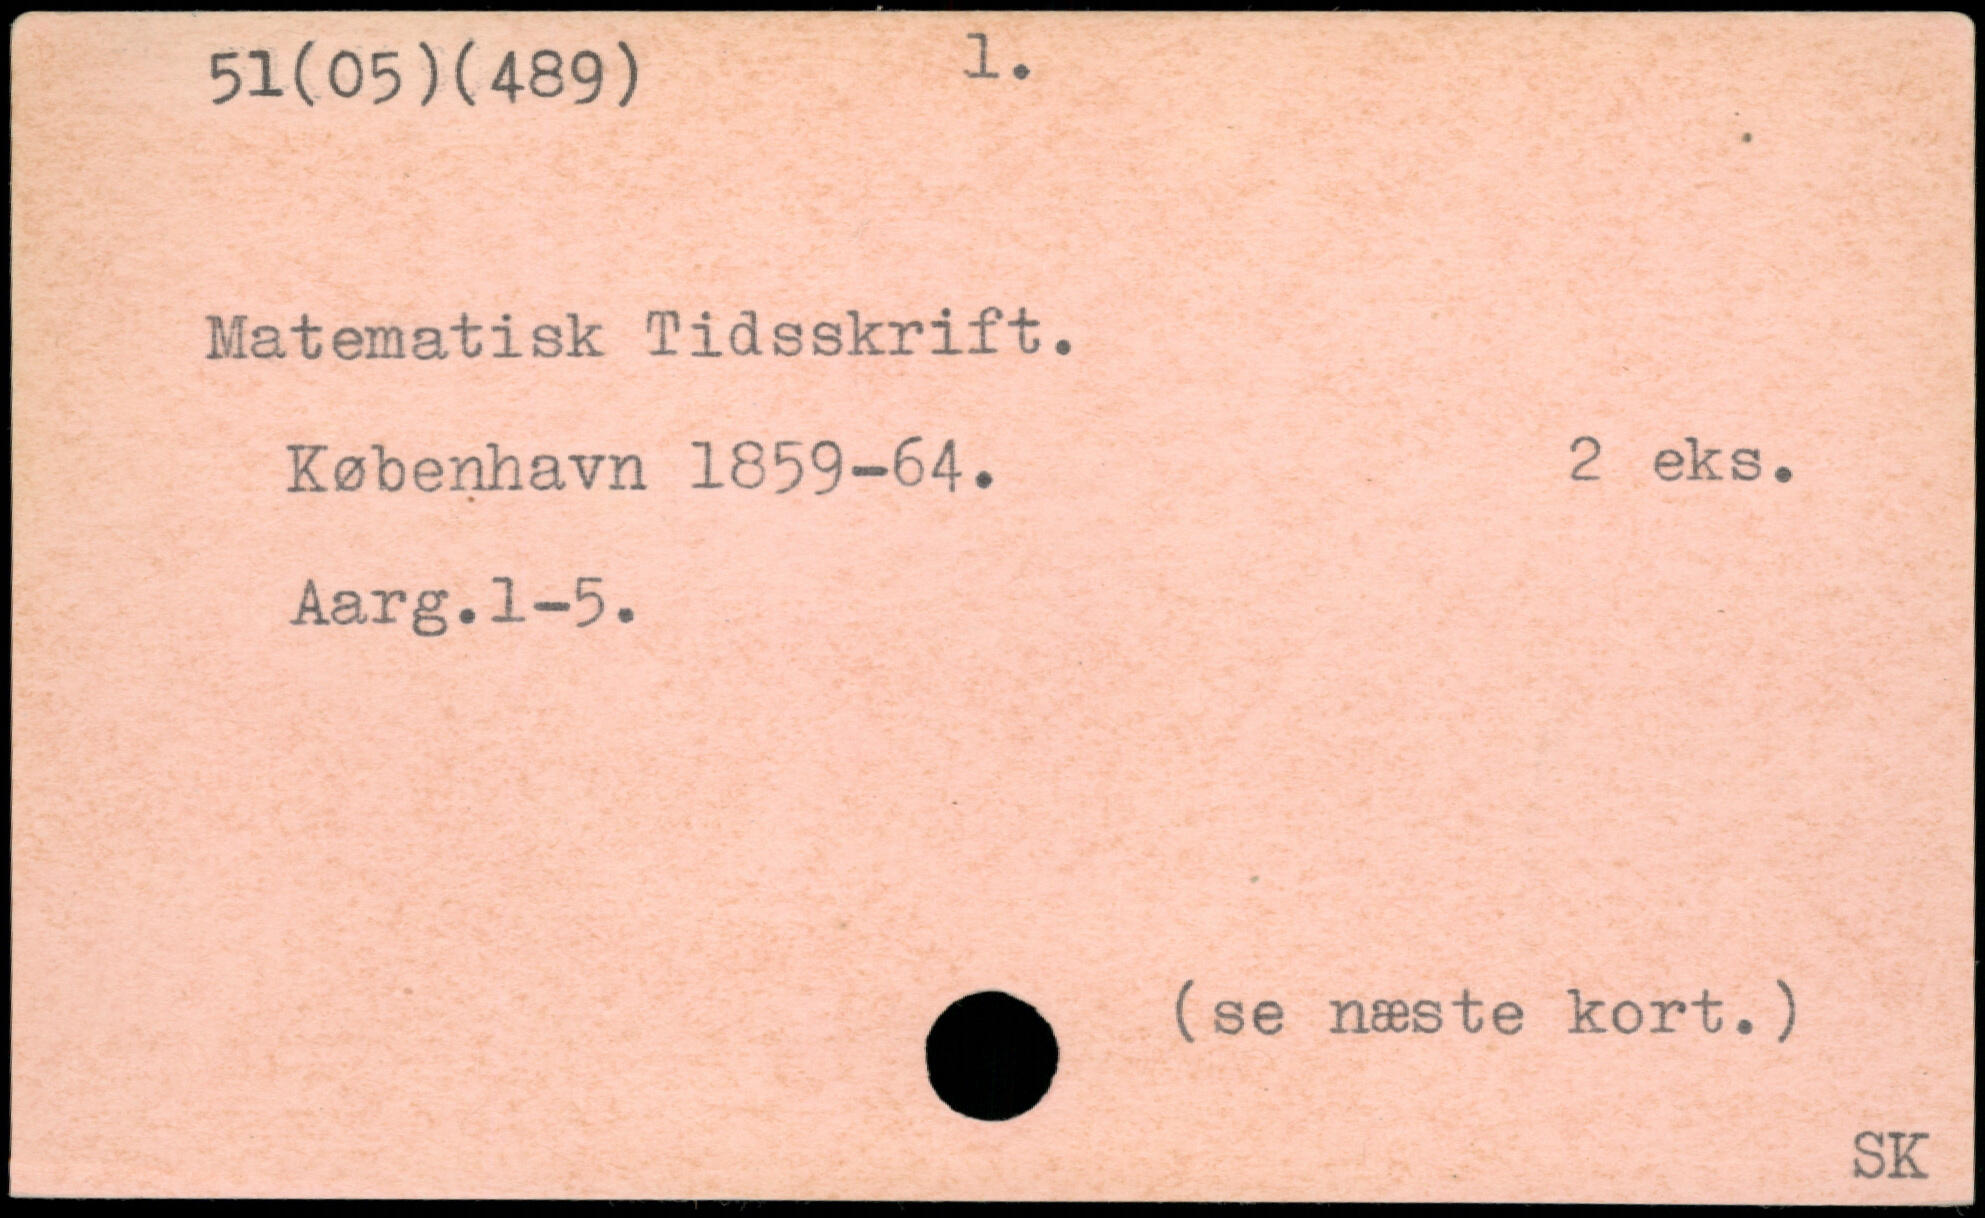 51(05)(489) 1.
Matematisk Tidsskrift.
København 1859-64. 2 eks.
Aarg.1-5.
(se næste kort.)
SK